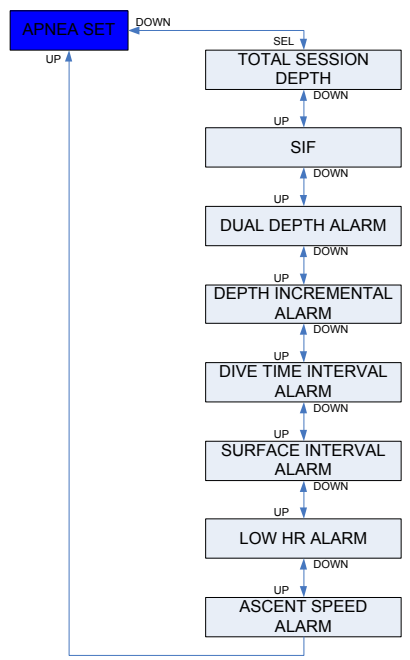 APNEA SET
DOWN
UP
SEL
TOTAL SESSION
DEPTH
DOWN
UP
SIF
DOWN
UP
DUAL DEPTH ALARM
DOWN
UP
DEPTH INCREMENTAL
ALARM
DOWN
UP
DIVE TIME INTERVAL
ALARM
DOWN
UP
SURFACE INTERVAL
ALARM
DOWN
UP
LOW HR ALARM
DOWN
UP
ASCENT SPEED
ALARM